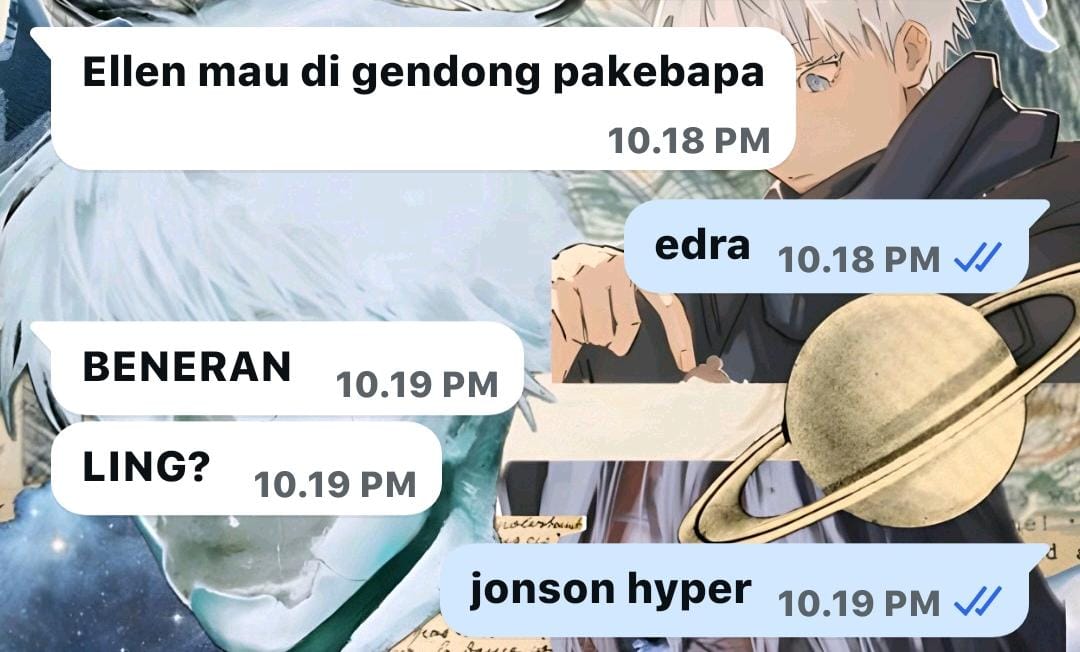 Ellen mau di gendong pakebapa
10.18 PM
edra 10.18 PM
BENERAN 10.19 PM
LING? 10.19 PM
jonson hyper 10.19 PM